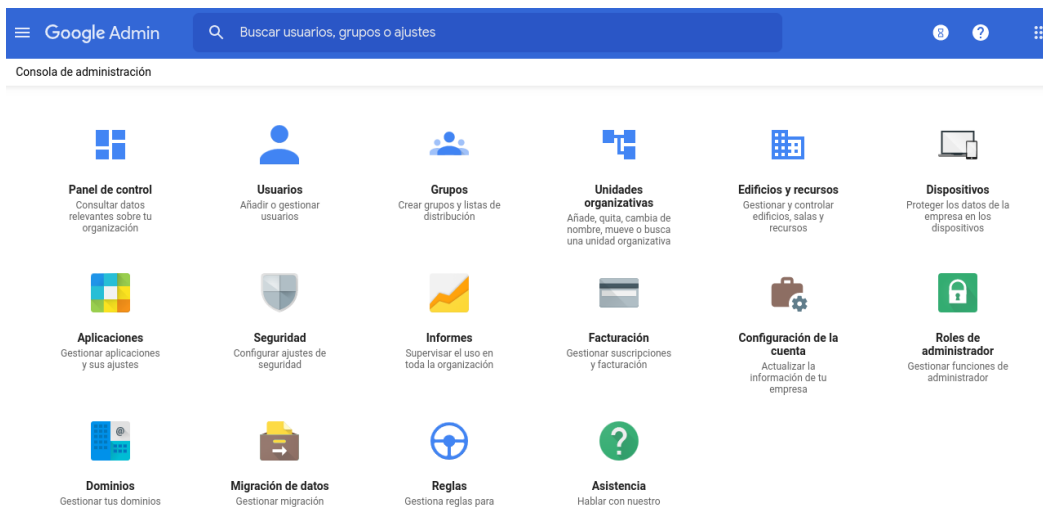 Google Admin
Buscar usuarios, grupos o ajustes
Consola de administración
Panel de control
Consultar datos
relevantes sobre tu
organización
Usuarios
Añadir o gestionar
usuarios
Grupos
Crear grupos y listas de
distribución
Unidades
organizativas
Añade, quita, cambia de
nombre, mueve o busca
una unidad organizativa
Edificios y recursos
Gestionar y controlar
edificios, salas y
recursos
Dispositivos
Proteger los datos de la
empresa en los
dispositivos
Aplicaciones
Gestionar aplicaciones
y sus ajustes
Seguridad
Configurar ajustes de
seguridad
Informes
Supervisar el uso en
toda la organización
Facturación
Gestionar suscripciones
y facturación
Configuración de la
cuenta
Actualizar la
información de tu
empresa
Roles de
administrador
Gestionar funciones de
administrador
@
Dominios
Gestionar tus dominios
Migración de datos
Gestionar migración
Reglas
Gestiona reglas para
?
Asistencia
Hablar con nuestro